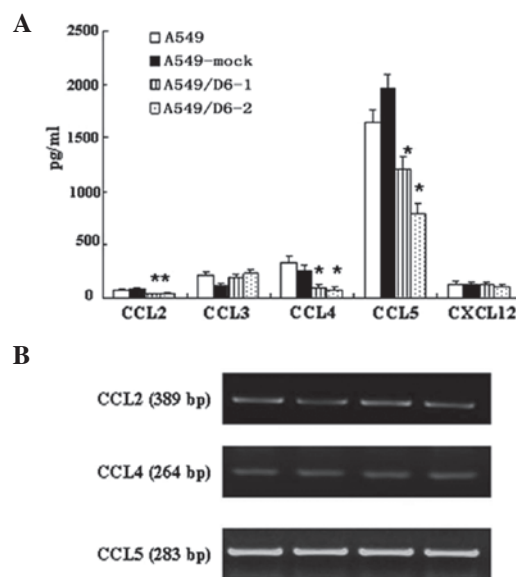 A
2500
2000
1500
1000
500
0
pg/ml
A549
A549-mock
A549/D6-1
A549/D6-2
** * * * *
CCL2 CCL3 CCL4 CCL5 CXCL12
B
CCL2 (389 bp)
CCL4 (264 bp)
CCL5 (283 bp)